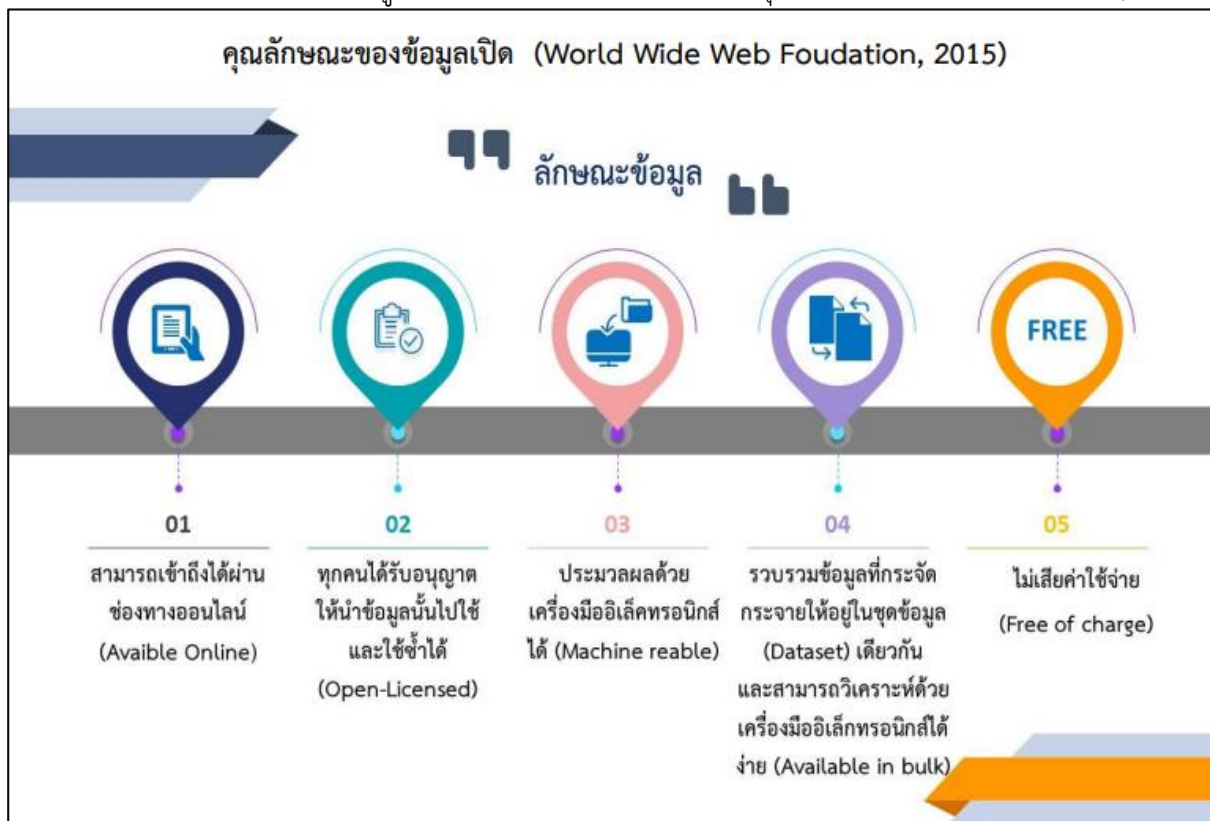 คุณลักษณะของข้อมูลเปิด (World Wide Web Foudation, 2015)
ลักษณะข้อมูล
FREE
01
สามารถเข้าถึงได้ผ่าน
ช่องทางออนไลน์
(Avaible Online)
02
ทุกคนได้รับอนุญาต
ให้นำข้อมูลนั้นไปใช้
และใช้ซ้ำได้
(Open-Licensed)
03
ประมวลผลด้วย
เครื่องมืออิเล็คทรอนิกส์
ได้ (Machine reable)
04
รวบรวมข้อมูลที่กระจัด
กระจายให้อยู่ในชุดข้อมูล
(Dataset) เดียวกัน
และสามารถวิเคราะห์ด้วย
เครื่องมืออิเล็กทรอนิกส์ได้
ง่าย (Available in bulk)
05
ไม่เสียค่าใช้จ่าย
(Free of charge)